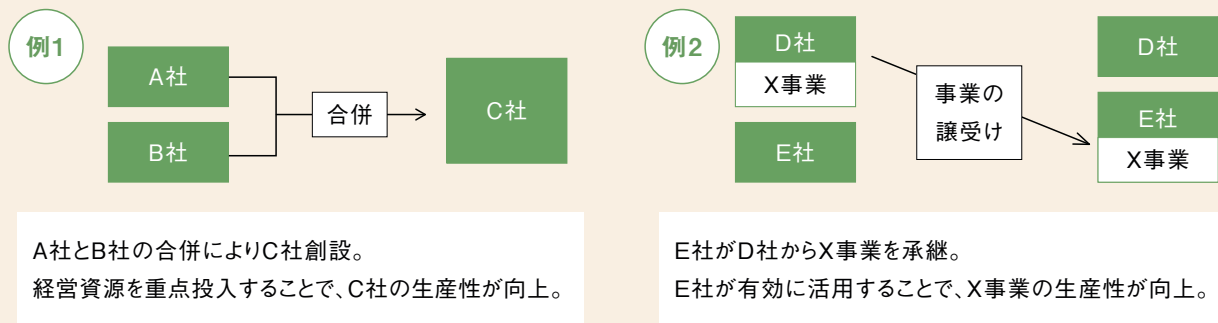 例1
A社
B社
合併
C社
A社とB社の合併によりC社創設。
経営資源を重点投入することで、C社の生産性が向上。
例2
D社
X事業
E社
事業の
譲受け
D社
E社
X事業
E社がD社からX事業を承継。
E社が有効に活用することで、X事業の生産性が向上。